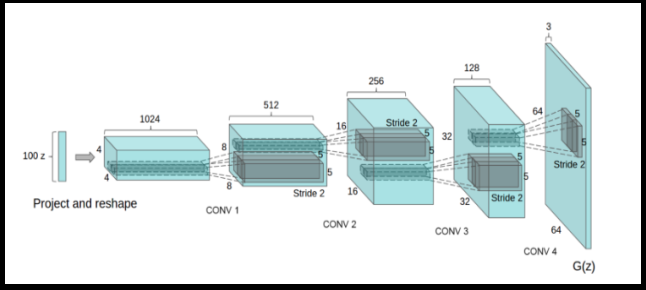 100 z
Project and reshape
1024
4
4
CONV 1
512
8
8
5
5
Stride 2
CONV 2
256
16
16
Stride 2
5
5
CONV 3
128
32
32
5
5
Stride 2
CONV 4
3
64
64
5
5
Stride 2
G(z)